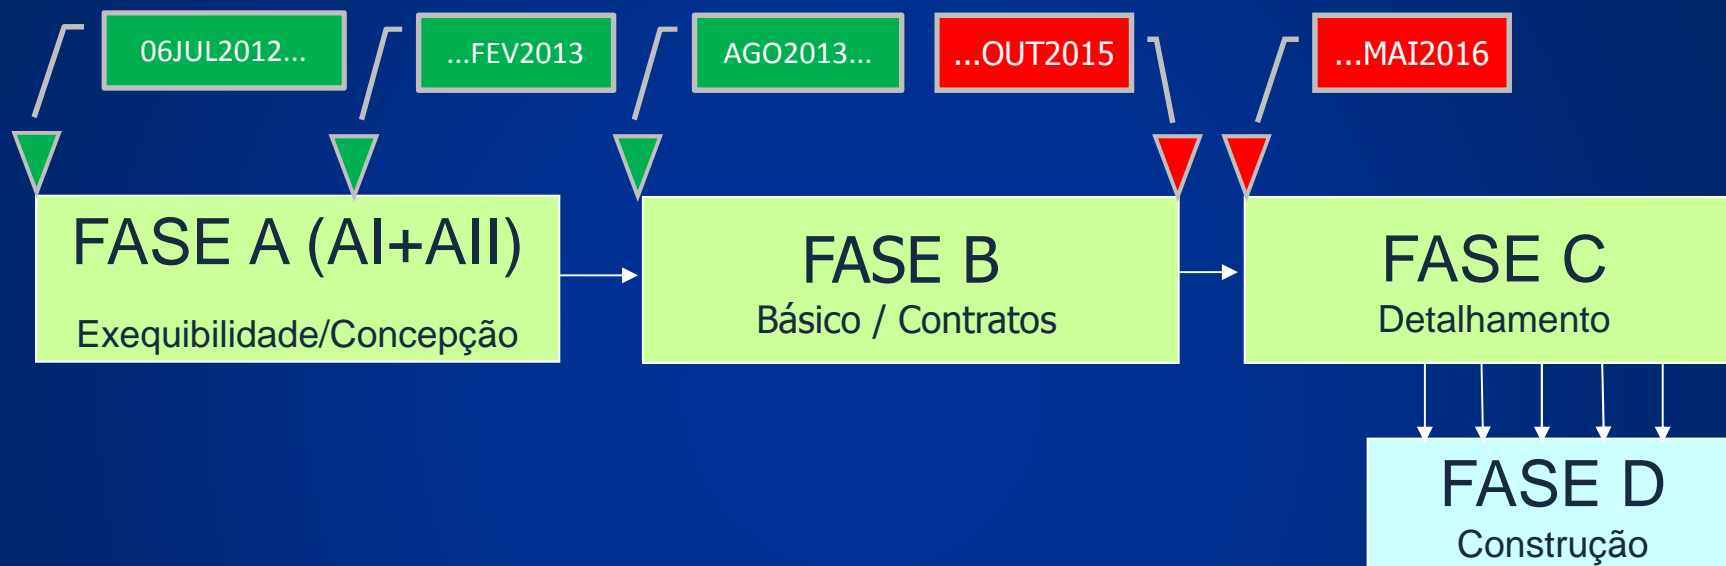 06JUL2012...
...FEV2013
AGO2013...
...OUT2015
...MAI2016
FASE A (AI+AII)
Exequibilidade/Concepção
FASE B
Básico / Contratos
FASE C
Detalhamento
FASE D
Construção